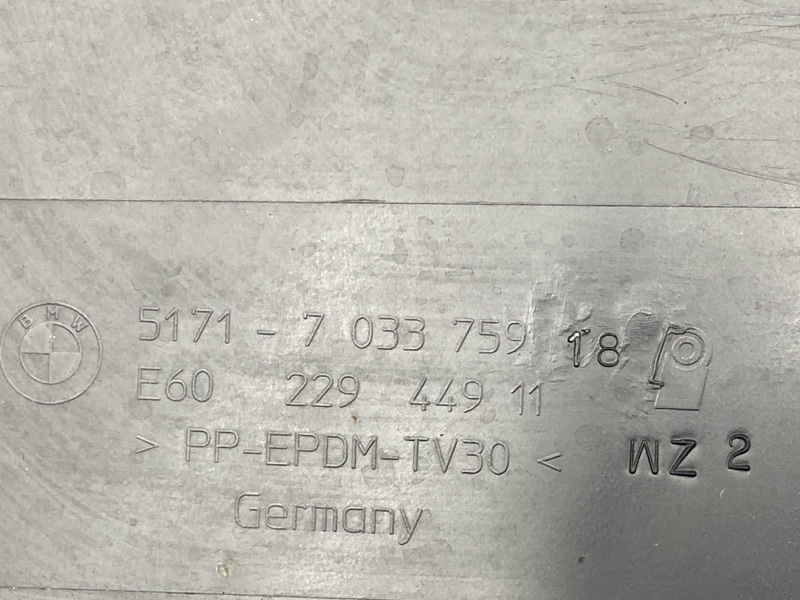 BMW
5171 - 7 033 759 18
E60 229 449 11
> PP-EPDM-TV30 < WZ 2
Germany